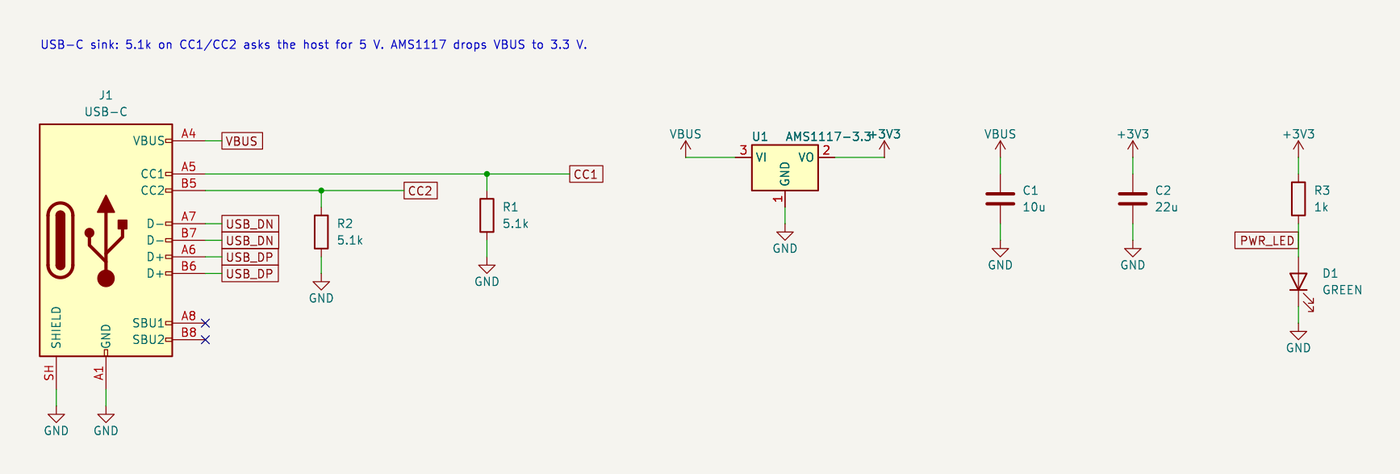 USB-C sink: 5.1k on CC1/CC2 asks the host for 5 V. AMS1117 drops VBUS to 3.3 V.
J1
USB-C
VBUS A4 VBUS
CC1 A5 CC1
CC2 B5 CC2
D- A7 USB_DN
D- B7 USB_DN
D+ A6 USB_DP
D+ B6 USB_DP
SBU1 A8
SBU2 B8
SHIELD
GND
SH
A1
GND
GND
R2
5.1k
GND
R1
5.1k
GND
VBUS
U1 AMS1117-3.3
+3V3
3 VI VO 2
GND
1
GND
VBUS
C1
10u
GND
+3V3
C2
22u
GND
+3V3
R3
1k
PWR_LED
D1
GREEN
GND